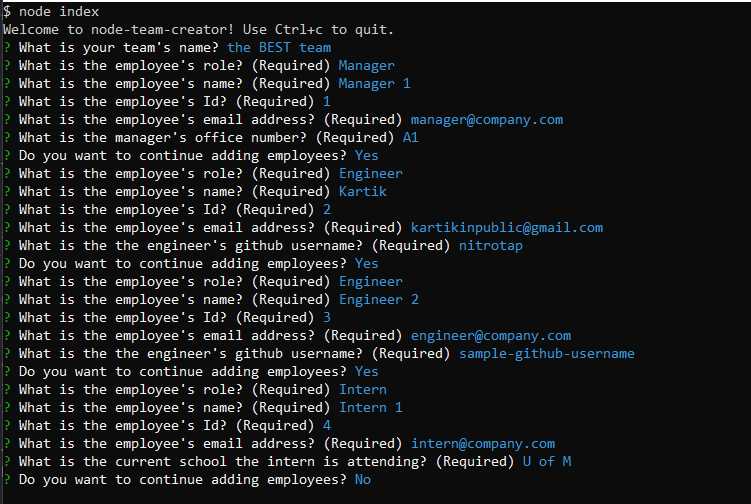 $ node index
Welcome to node-team-creator! Use Ctrl+c to quit.
? What is your team's name? the BEST team
? What is the employee's role? (Required) Manager
? What is the employee's name? (Required) Manager 1
? What is the employee's Id? (Required) 1
? What is the employee's email address? (Required) manager@company.com
? What is the manager's office number? (Required) A1
? Do you want to continue adding employees? Yes
? What is the employee's role? (Required) Engineer
? What is the employee's name? (Required) Kartik
? What is the employee's Id? (Required) 2
? What is the employee's email address? (Required) kartikinpublic@gmail.com
? What is the the engineer's github username? (Required) nitrotap
? Do you want to continue adding employees? Yes
? What is the employee's role? (Required) Engineer
? What is the employee's name? (Required) Engineer 2
? What is the employee's Id? (Required) 3
? What is the employee's email address? (Required) engineer@company.com
? What is the the engineer's github username? (Required) sample-github-username
? Do you want to continue adding employees? Yes
? What is the employee's role? (Required) Intern
? What is the employee's name? (Required) Intern 1
? What is the employee's Id? (Required) 4
? What is the employee's email address? (Required) intern@company.com
? What is the current school the intern is attending? (Required) U of M
? Do you want to continue adding employees? No